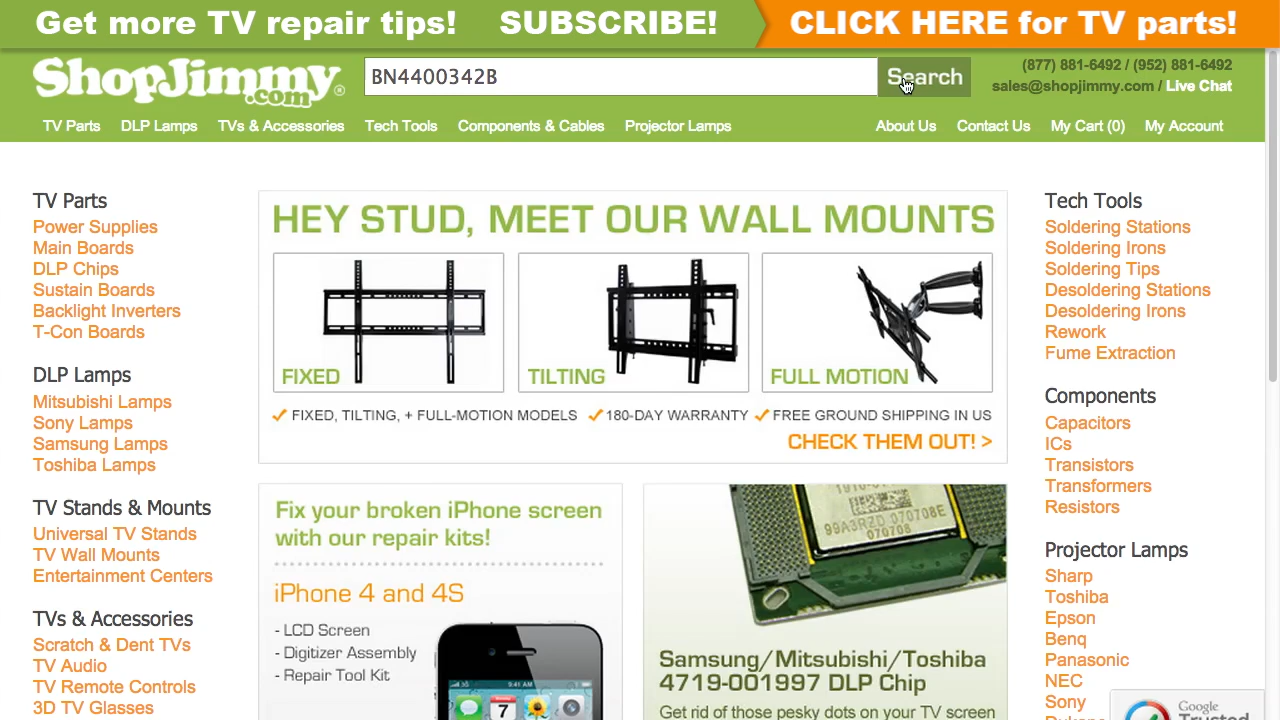 Get more TV repair tips! SUBSCRIBE! CLICK HERE for TV parts!
ShopJimmy.com®
BN4400342B
Search
(877) 881-6492 / (952) 881-6492
sales@shopjimmy.com / Live Chat
TV Parts DLP Lamps TVs & Accessories Tech Tools Components & Cables Projector Lamps About Us Contact Us My Cart (0) My Account
TV Parts
Power Supplies
Main Boards
DLP Chips
Sustain Boards
Backlight Inverters
T-Con Boards
DLP Lamps
Mitsubishi Lamps
Sony Lamps
Samsung Lamps
Toshiba Lamps
TV Stands & Mounts
Universal TV Stands
TV Wall Mounts
Entertainment Centers
TVs & Accessories
Scratch & Dent TVs
TV Audio
TV Remote Controls
3D TV Glasses
HEY STUD, MEET OUR WALL MOUNTS
FIXED
TILTING
FULL MOTION
FIXED, TILTING, + FULL-MOTION MODELS 180-DAY WARRANTY FREE GROUND SHIPPING IN US
CHECK THEM OUT! >
Fix your broken iPhone screen
with our repair kits!
iPhone 4 and 4S
- LCD Screen
- Digitizer Assembly
- Repair Tool Kit
9:41 AM
7
99A3RZD 070708E
070708
Samsung/Mitsubishi/Toshiba
4719-001997 DLP Chip
Get rid of those pesky dots on your TV screen
Tech Tools
Soldering Stations
Soldering Irons
Soldering Tips
Desoldering Stations
Desoldering Irons
Rework
Fume Extraction
Components
Capacitors
ICs
Transistors
Transformers
Resistors
Projector Lamps
Sharp
Toshiba
Epson
Benq
Panasonic
NEC
Sony
Google
Trusted